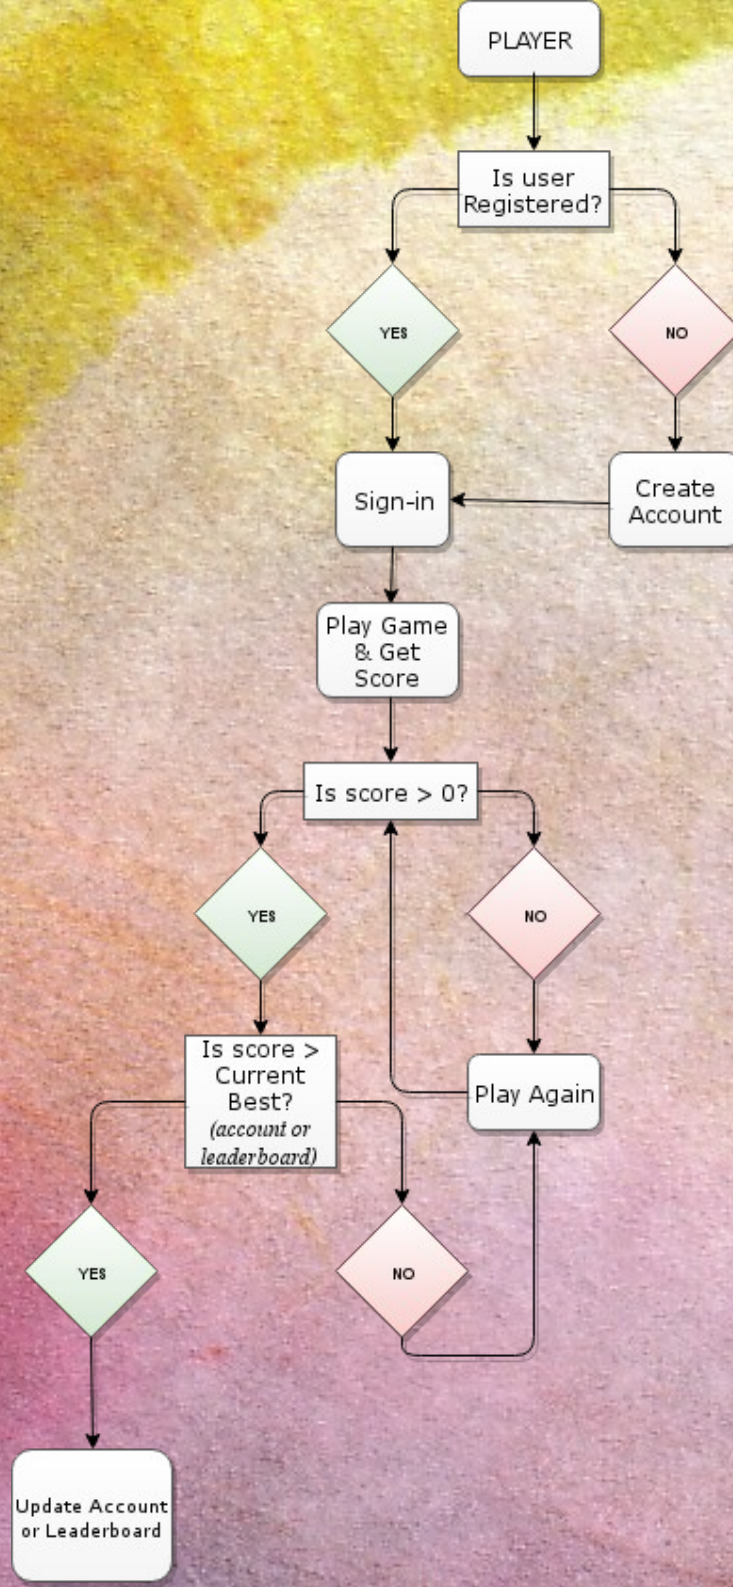 PLAYER
Is user
Registered?
YES
NO
Sign-in
Create
Account
Play Game
& Get
Score
Is score > 0?
YES
NO
Is score >
Current
Best?
(account or
leaderboard)
Play Again
YES
NO
Update Account
or Leaderboard